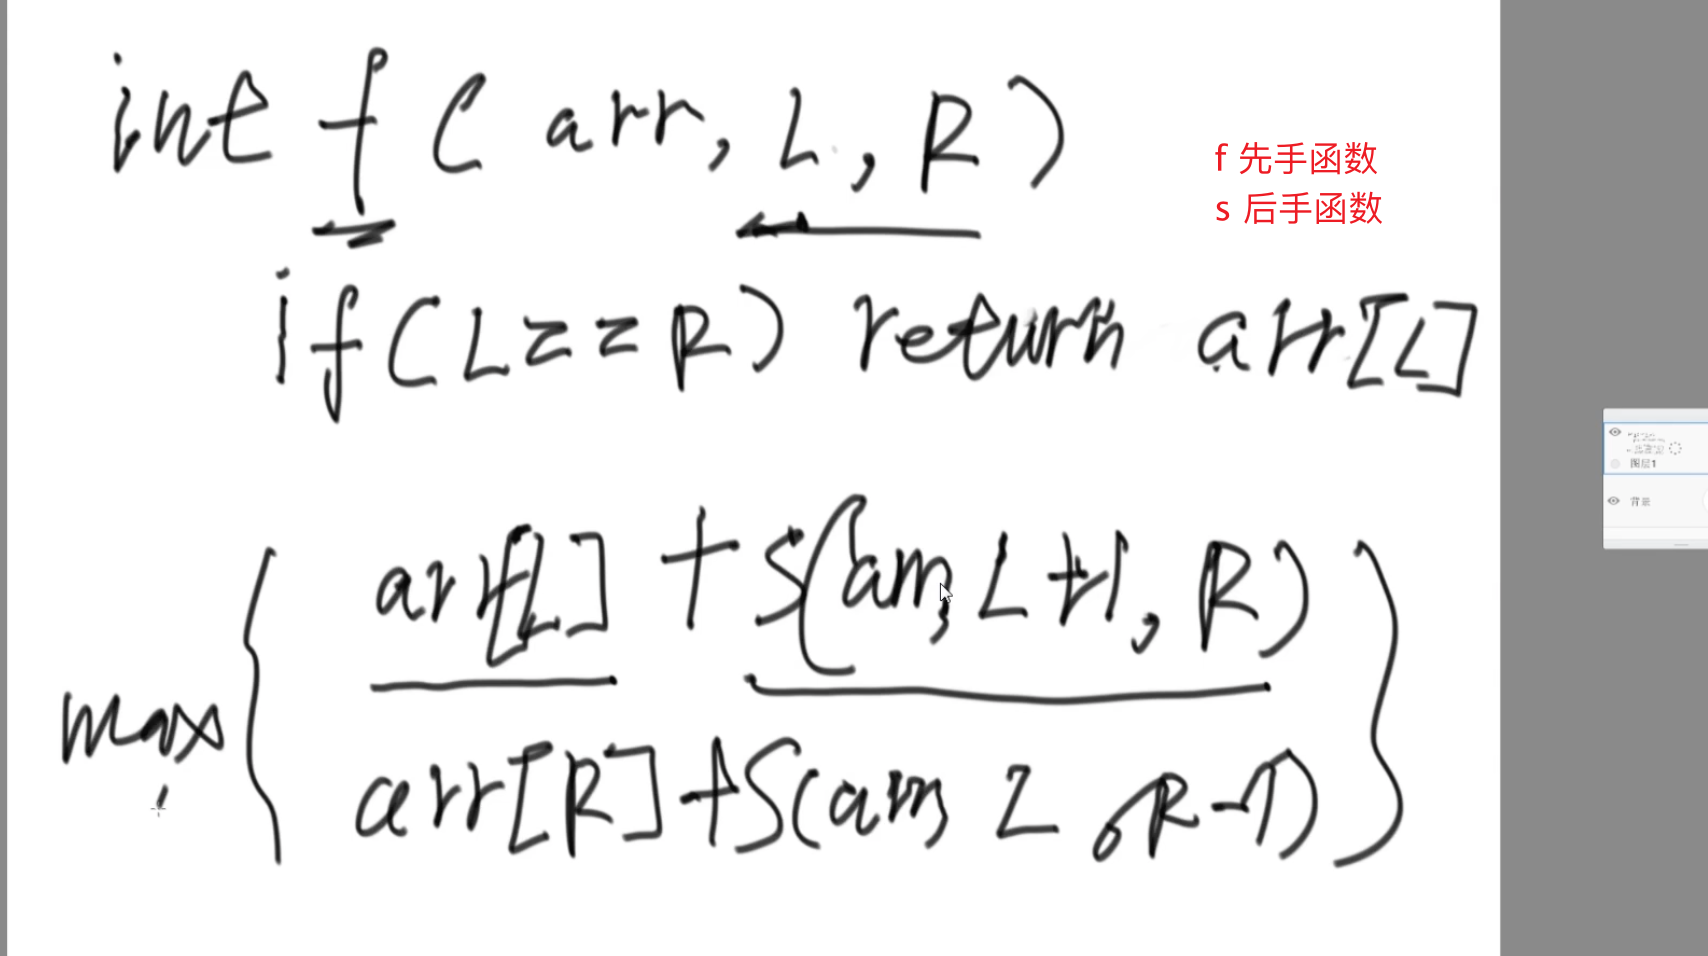 int f ( arr, L, R )
f 先手函数
s 后手函数
if ( L == R ) return arr[L]
max {
arr[L] + s(arr, L+1, R)
arr[R] + s(arr, L, R-1)
}
图层1
背景